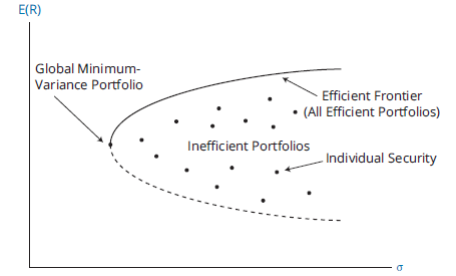 E(R)
Global Minimum-
Variance Portfolio
Efficient Frontier
(All Efficient Portfolios)
Inefficient Portfolios
Individual Security
σ